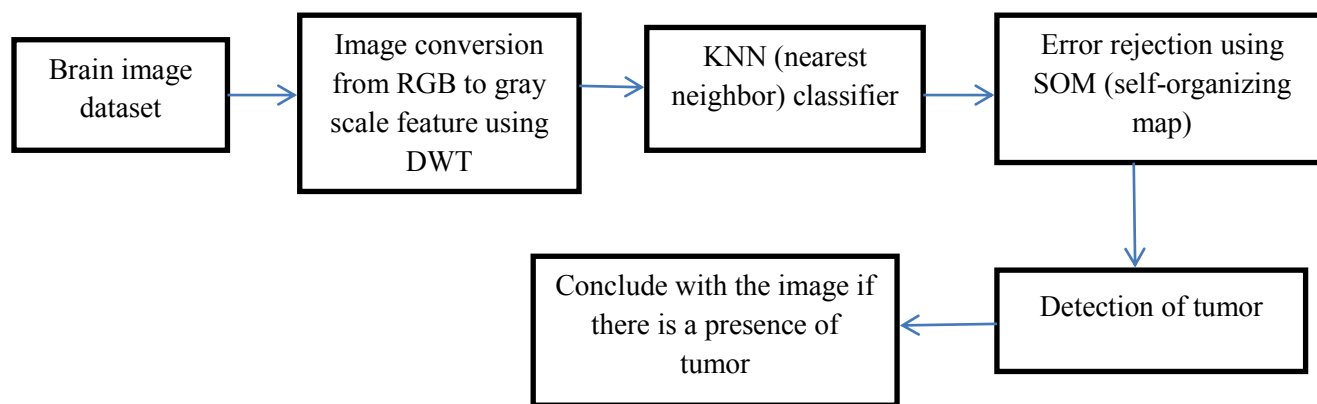 Brain image
dataset
Image conversion
from RGB to gray
scale feature using
DWT
KNN (nearest
neighbor) classifier
Error rejection using
SOM (self-organizing
map)
Detection of tumor
Conclude with the image if
there is a presence of
tumor